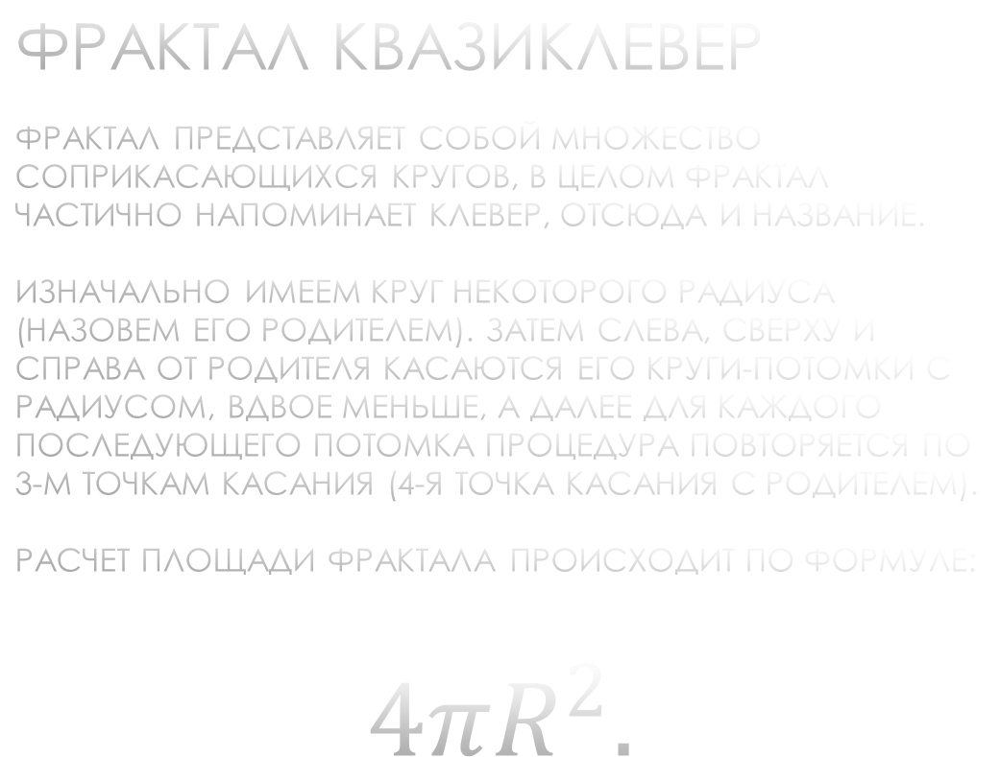 ФРАКТАЛ КВАЗИКЛЕВЕР
ФРАКТАЛ ПРЕДСТАВЛЯЕТ СОБОЙ МНОЖЕСТВО
СОПРИКАСАЮЩИХСЯ КРУГОВ, В ЦЕЛОМ ФРАКТАЛ
ЧАСТИЧНО НАПОМИНАЕТ КЛЕВЕР, ОТСЮДА И НАЗВАНИЕ.
ИЗНАЧАЛЬНО ИМЕЕМ КРУГ НЕКОТОРОГО РАДИУСА
(НАЗОВЕМ ЕГО РОДИТЕЛЕМ). ЗАТЕМ СЛЕВА, СВЕРХУ И
СПРАВА ОТ РОДИТЕЛЯ КАСАЮТСЯ ЕГО КРУГИ-ПОТОМКИ С
РАДИУСОМ, ВДВОЕ МЕНЬШЕ, А ДАЛЕЕ ДЛЯ КАЖДОГО
ПОСЛЕДУЮЩЕГО ПОТОМКА ПРОЦЕДУРА ПОВТОРЯЕТСЯ ПО
3-М ТОЧКАМ КАСАНИЯ (4-Я ТОЧКА КАСАНИЯ С РОДИТЕЛЕМ).
РАСЧЕТ ПЛОЩАДИ ФРАКТАЛА ПРОИСХОДИТ ПО ФОРМУЛЕ:
4πR².